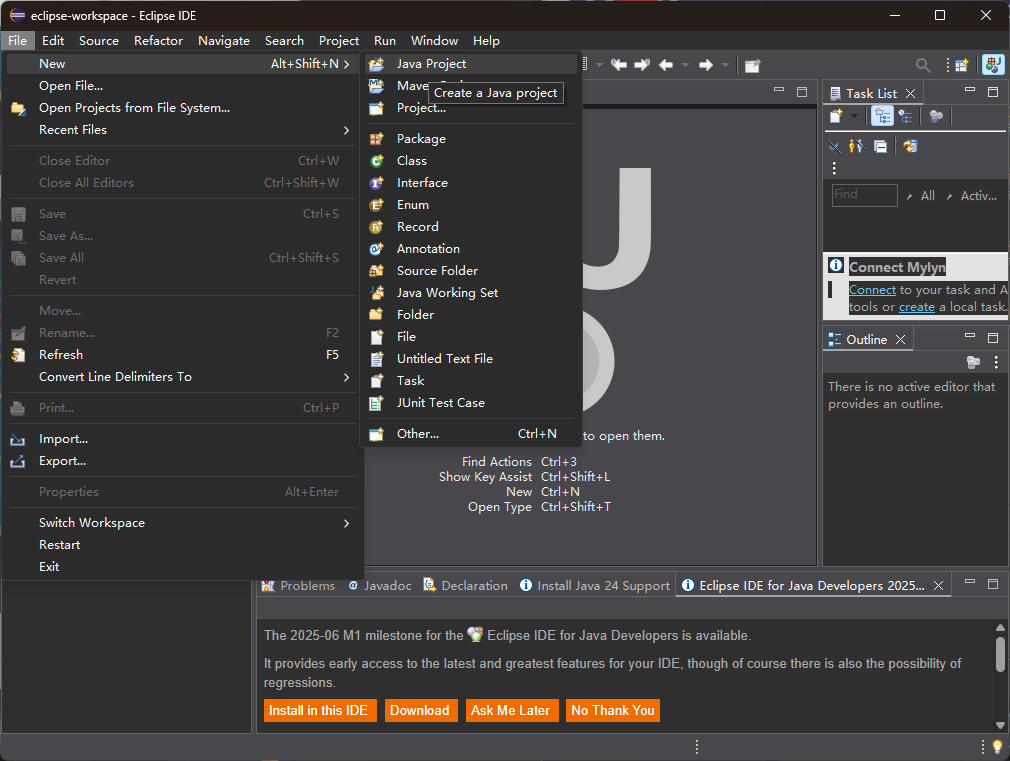 eclipse-workspace - Eclipse IDE
File Edit Source Refactor Navigate Search Project Run Window Help
New Alt+Shift+N
Open File...
Open Projects from File System...
Recent Files
Close Editor Ctrl+W
Close All Editors Ctrl+Shift+W
Save Ctrl+S
Save As...
Save All Ctrl+Shift+S
Revert
Move...
Rename... F2
Refresh F5
Convert Line Delimiters To
Print... Ctrl+P
Import...
Export...
Properties Alt+Enter
Switch Workspace
Restart
Exit
Java Project
Create a Java project
Project...
Package
Class
Interface
Enum
Record
Annotation
Source Folder
Java Working Set
Folder
File
Untitled Text File
Task
JUnit Test Case
Other... Ctrl+N
to open them.
Find Actions Ctrl+3
Show Key Assist Ctrl+Shift+L
New Ctrl+N
Open Type Ctrl+Shift+T
Task List
Find All Activ...
Connect Mylyn
Connect to your task and A
tools or create a local task.
Outline
There is no active editor that
provides an outline.
Problems Javadoc Declaration Install Java 24 Support Eclipse IDE for Java Developers 2025...
The 2025-06 M1 milestone for the Eclipse IDE for Java Developers is available.
It provides early access to the latest and greatest features for your IDE, though of course there is also the possibility of
regressions.
Install in this IDE Download Ask Me Later No Thank You